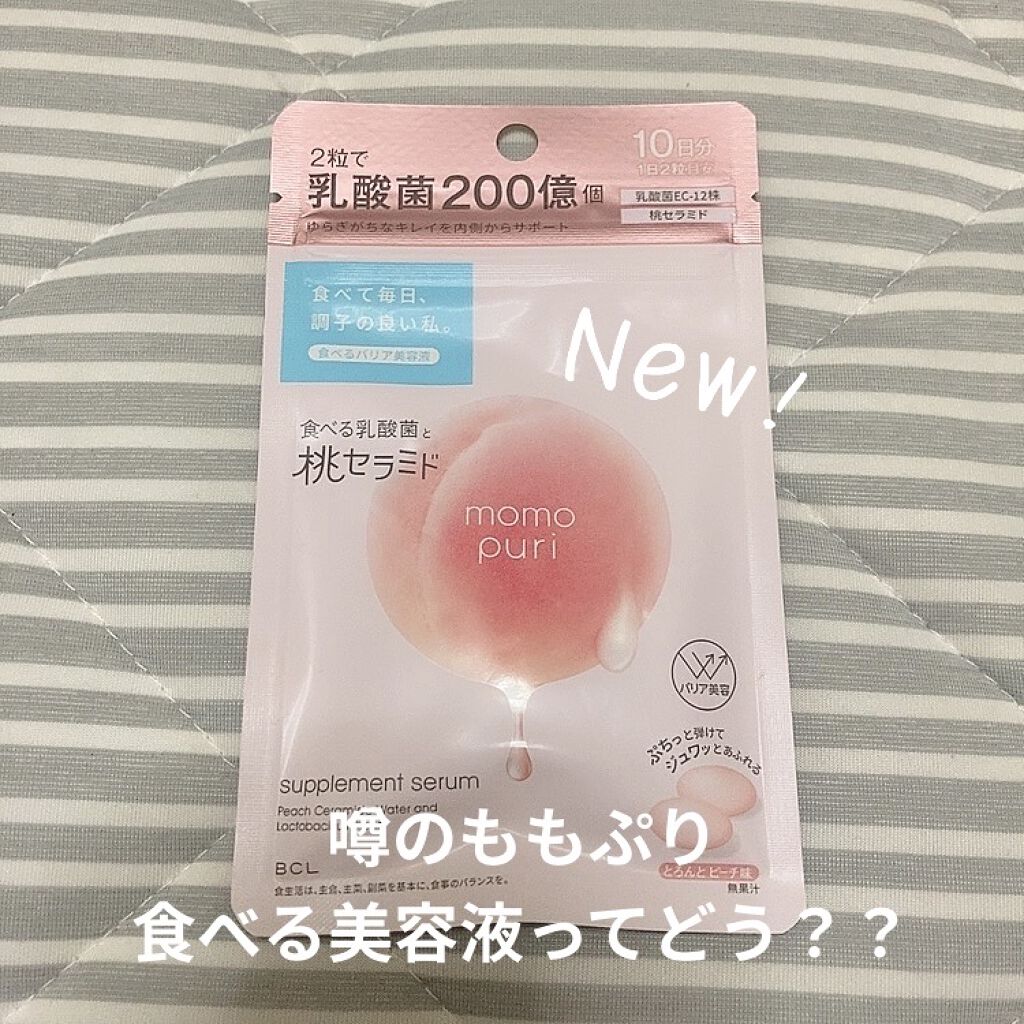 2粒で
乳酸菌200億個
ゆらぎがちなキレイを内側からサポート
10日分
1日2粒目安
乳酸菌EC-12株
桃セラミド
食べて毎日、
調子の良い私。
食べるバリア美容液
New!
食べる乳酸菌と
桃セラミド
momo
puri
バリア美容
ぷちっと弾けて
ジュワッとあふれる
supplement serum
Peach Ceramide, Water and
Lactobac
噂のももぷり
BCL
とろんとピーチ味
無果汁
食生活は、主食、主菜、副菜を基本に、食事のバランスを。
食べる美容液ってどう？？